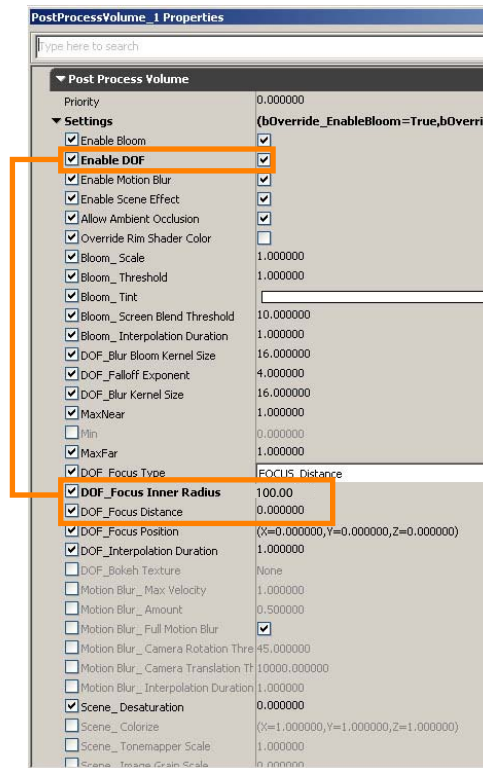 PostProcessVolume_1 Properties
Type here to search
Post Process Volume
Priority 0.000000
Settings (bOverride_EnableBloom=True,bOverri
Enable Bloom
Enable DOF
Enable Motion Blur
Enable Scene Effect
Allow Ambient Occlusion
Override Rim Shader Color
Bloom_ Scale 1.000000
Bloom_ Threshold 1.000000
Bloom_ Tint
Bloom_ Screen Blend Threshold 10.000000
Bloom_ Interpolation Duration 1.000000
DOF_Blur Bloom Kernel Size 16.000000
DOF_Falloff Exponent 4.000000
DOF_Blur Kernel Size 16.000000
MaxNear 1.000000
Min 0.000000
MaxFar 1.000000
DOF_Focus Type FOCUS_Distance
DOF_Focus Inner Radius 100.00
DOF_Focus Distance 0.000000
DOF_Focus Position (X=0.000000,Y=0.000000,Z=0.000000)
DOF_Interpolation Duration 1.000000
DOF_Bokeh Texture None
Motion Blur_ Max Velocity 1.000000
Motion Blur_ Amount 0.500000
Motion Blur_ Full Motion Blur
Motion Blur_ Camera Rotation Thre 45.000000
Motion Blur_ Camera Translation Th 10000.000000
Motion Blur_ Interpolation Duration 1.000000
Scene_ Desaturation 0.000000
Scene_ Colorize (X=1.000000,Y=1.000000,Z=1.000000)
Scene_ Tonemapper Scale 1.000000
Scene_ Image Grain Scale 0.000000